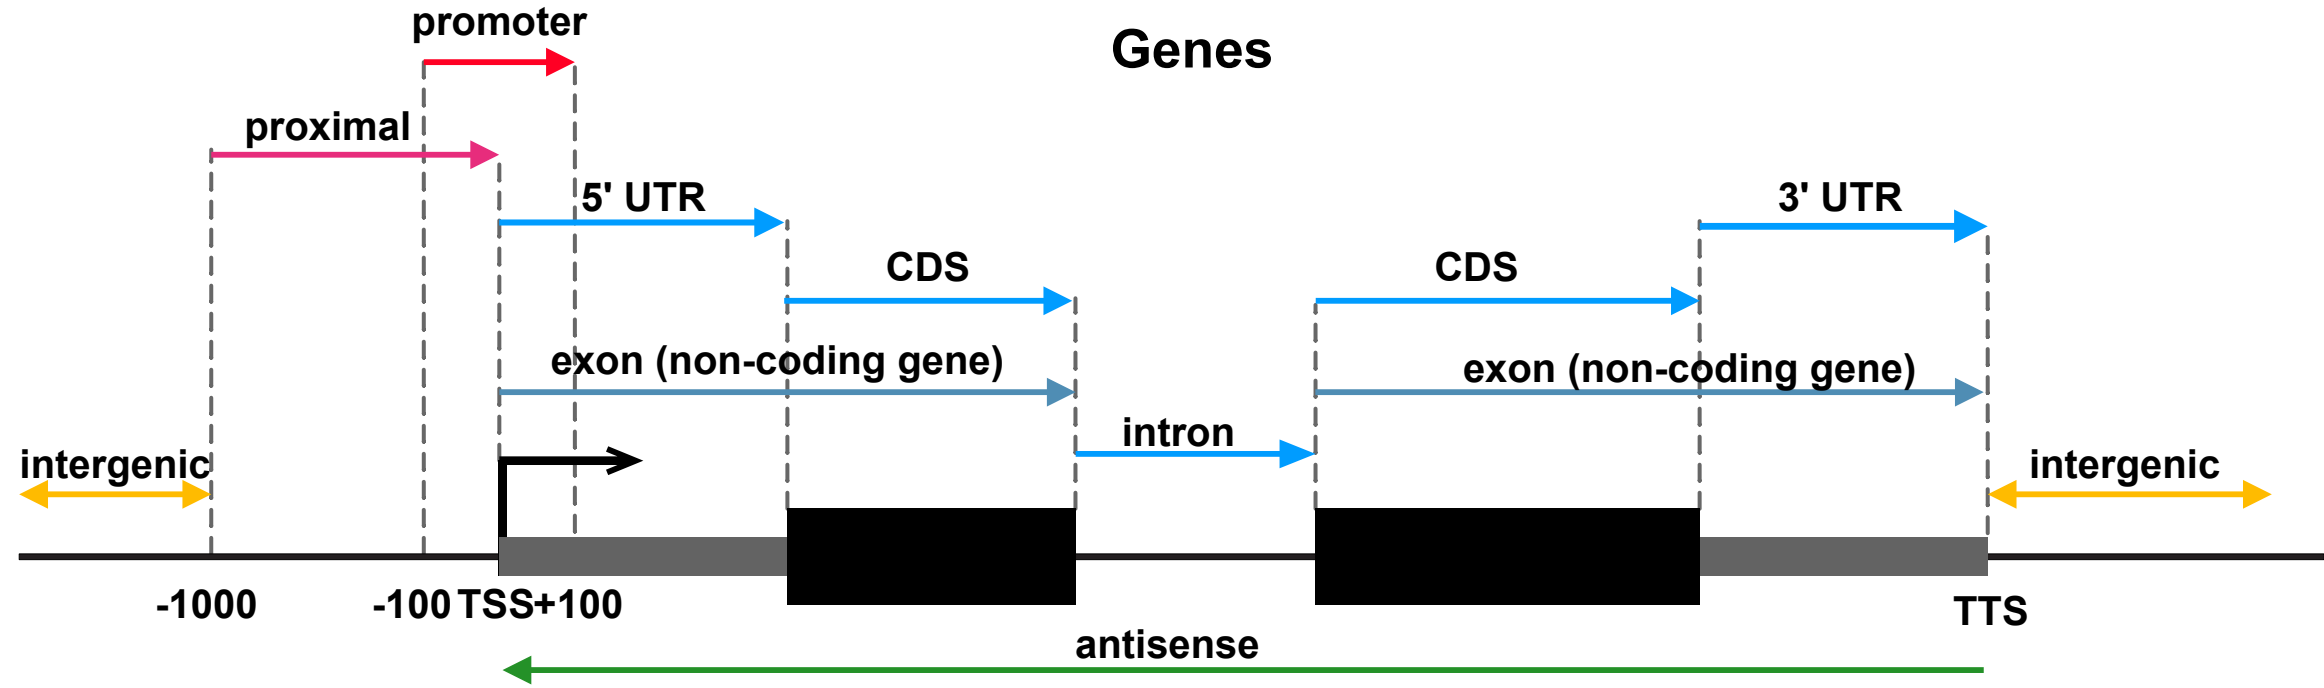 promoter
Genes
proximal
5' UTR
3' UTR
CDS
CDS
exon (non-coding gene)
exon (non-coding gene)
intron
intergenic
intergenic
-1000
-100 TSS+100
TTS
antisense